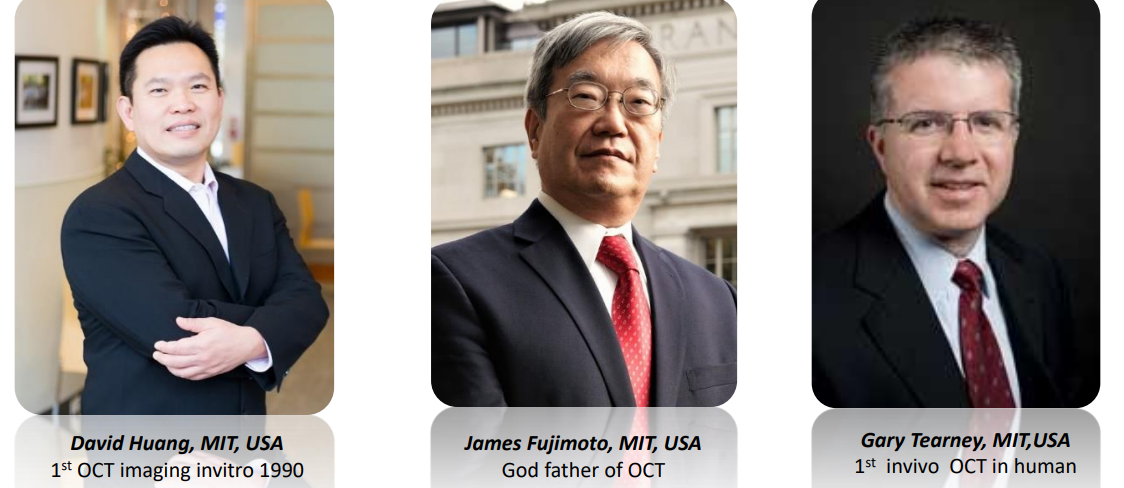 RAN
David Huang, MIT, USA
1st OCT imaging invitro 1990
James Fujimoto, MIT, USA
God father of OCT
Gary Tearney, MIT,USA
1st invivo OCT in human